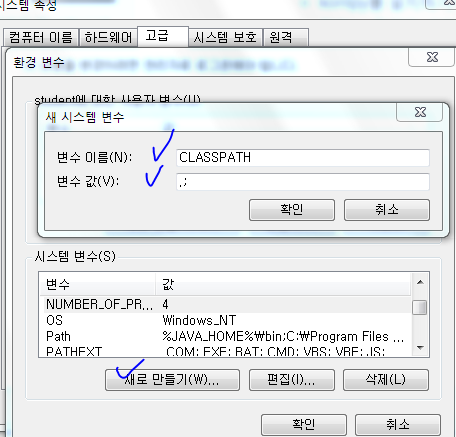 시스템 속성
컴퓨터 이름 하드웨어 고급 시스템 보호 원격
환경 변수
student에 대한 사용자 변수(U)
새 시스템 변수
변수 이름(N): CLASSPATH
변수 값(V): .;
확인 취소
시스템 변수(S)
변수 값
NUMBER_OF_PR... 4
OS Windows_NT
Path %JAVA_HOME%₩bin;C:₩Program Files ...
PATHEXT .COM;.EXE;.BAT;.CMD;.VBS;.VBE;.JS;
새로 만들기(W)... 편집(I)... 삭제(L)
확인 취소